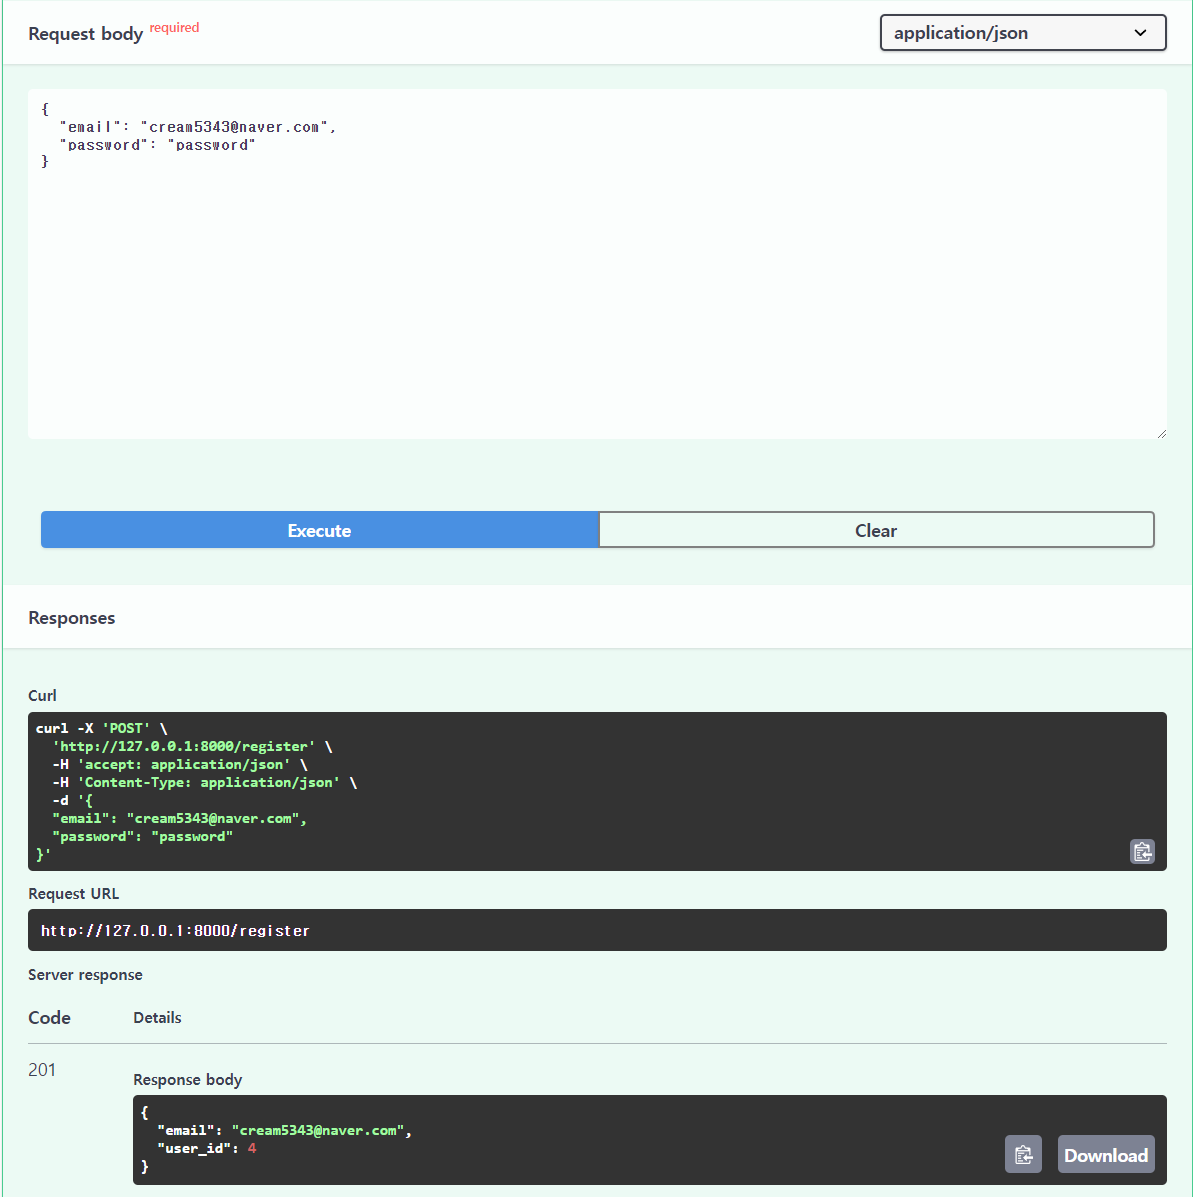 Request body required
application/json
{
  "email": "cream5343@naver.com",
  "password": "password"
}
Execute
Clear
Responses
Curl
curl -X 'POST' \
  'http://127.0.0.1:8000/register' \
  -H 'accept: application/json' \
  -H 'Content-Type: application/json' \
  -d '{
  "email": "cream5343@naver.com",
  "password": "password"
}'
Request URL
http://127.0.0.1:8000/register
Server response
Code Details
201
Response body
{
  "email": "cream5343@naver.com",
  "user_id": 4
}
Download